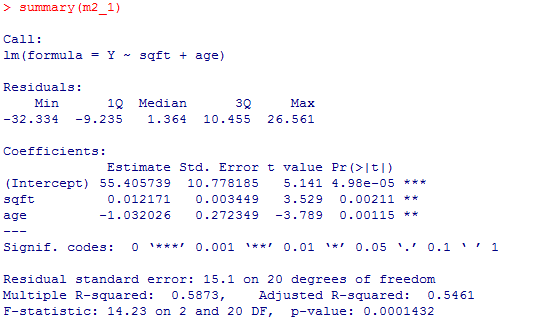 > summary(m2_1)
Call:
lm(formula = Y ~ sqft + age)
Residuals:
    Min      1Q  Median      3Q     Max
-32.334  -9.235   1.364  10.455  26.561
Coefficients:
             Estimate Std. Error t value Pr(>|t|)
(Intercept) 55.405739  10.778185   5.141 4.98e-05 ***
sqft         0.012171   0.003449   3.529  0.00211 **
age         -1.032026   0.272349  -3.789  0.00115 **
---
Signif. codes:  0 ‘***’ 0.001 ‘**’ 0.01 ‘*’ 0.05 ‘.’ 0.1 ‘ ’ 1
Residual standard error: 15.1 on 20 degrees of freedom
Multiple R-squared:  0.5873,    Adjusted R-squared:  0.5461
F-statistic: 14.23 on 2 and 20 DF,  p-value: 0.0001432